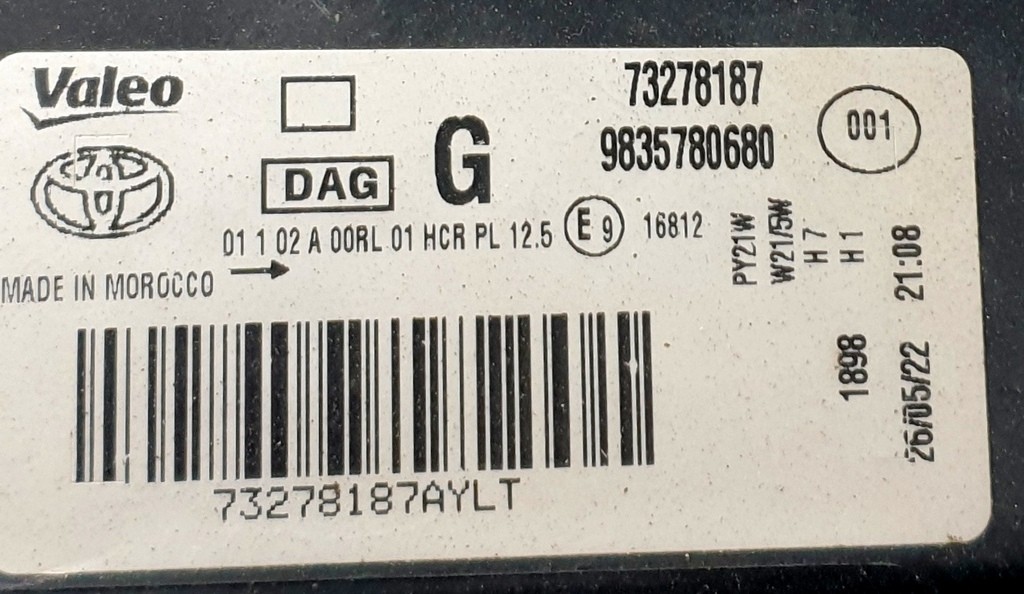 Valeo
73278187
9835780680
001
G
DAG
01 1 02 A 00RL 01 HCR PL 12.5
E 9
16812
PY21W
W21/5W
H 7
H 1
MADE IN MOROCCO
1898
26/05/22 21:08
73278187AYLT